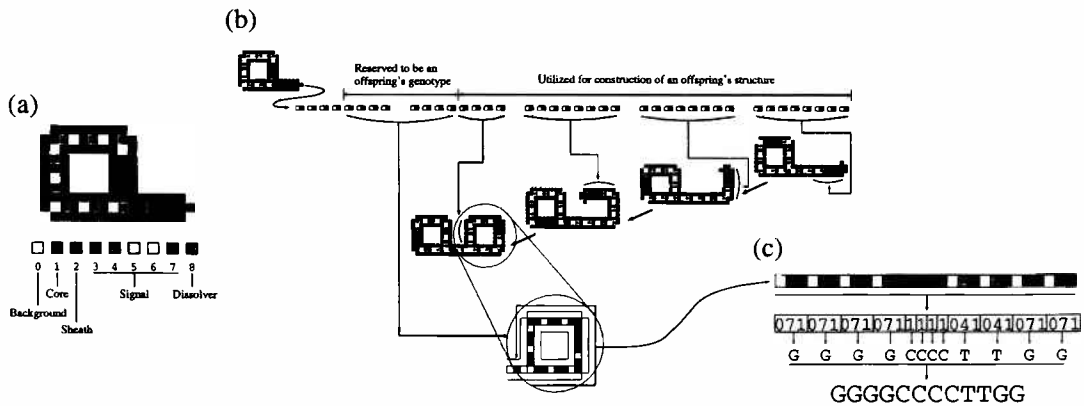 (a)
0 1 2 3 4 5 6 7 8
Core
Signal
Dissolver
Background
Sheath
(b)
Reserved to be an
offspring's genotype
Utilized for construction of an offspring's structure
(c)
071 071 071 071 1 1 1 1 041 041 071 071
G G G G C C C C T T G G
GGGGCCCCTTGG